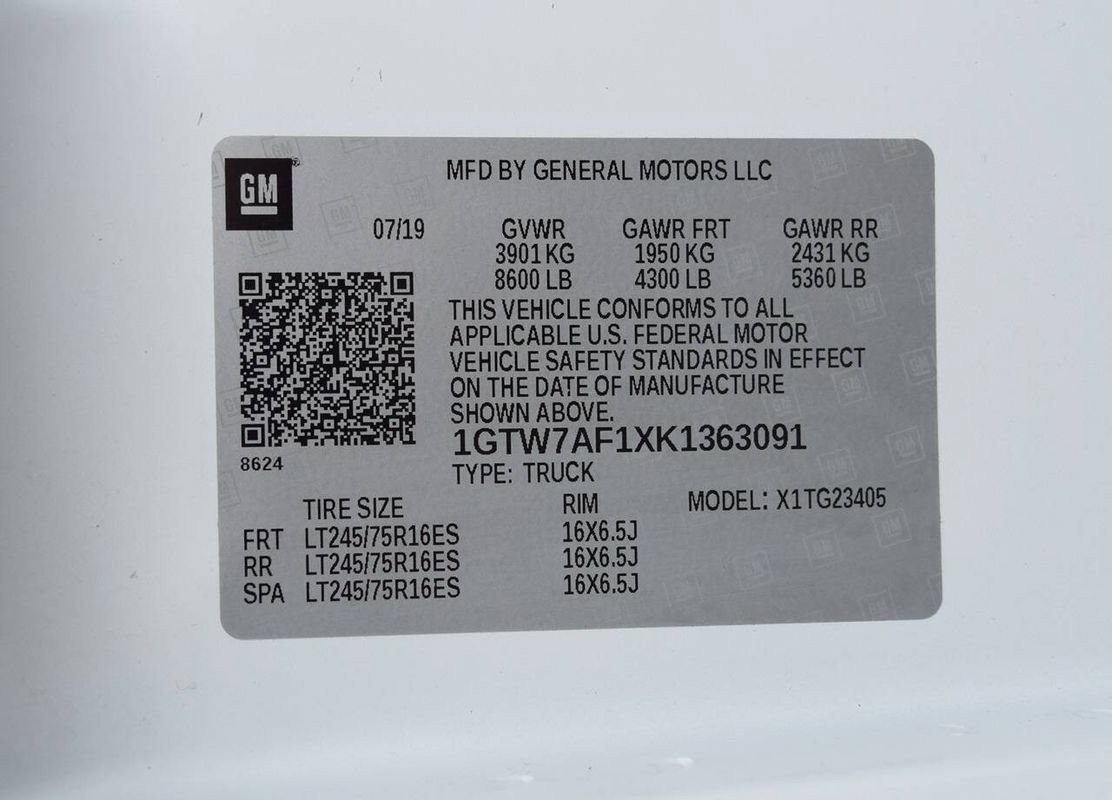 GM®
MFD BY GENERAL MOTORS LLC
07/19 GVWR GAWR FRT GAWR RR
3901 KG 1950 KG 2431 KG
8600 LB 4300 LB 5360 LB
THIS VEHICLE CONFORMS TO ALL
APPLICABLE U.S. FEDERAL MOTOR
VEHICLE SAFETY STANDARDS IN EFFECT
ON THE DATE OF MANUFACTURE
SHOWN ABOVE.
1GTW7AF1XK1363091
8624
TYPE: TRUCK
TIRE SIZE RIM MODEL: X1TG23405
FRT LT245/75R16ES 16X6.5J
RR LT245/75R16ES 16X6.5J
SPA LT245/75R16ES 16X6.5J